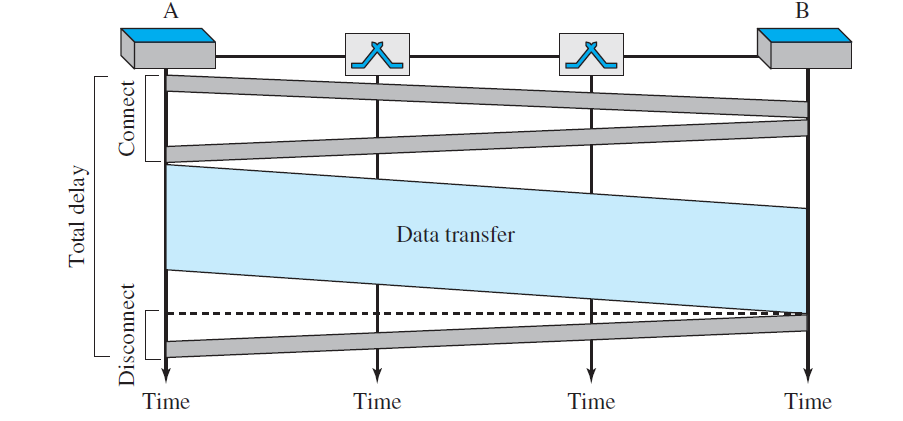 A
B
Connect
Total delay
Data transfer
Disconnect
Time
Time
Time
Time